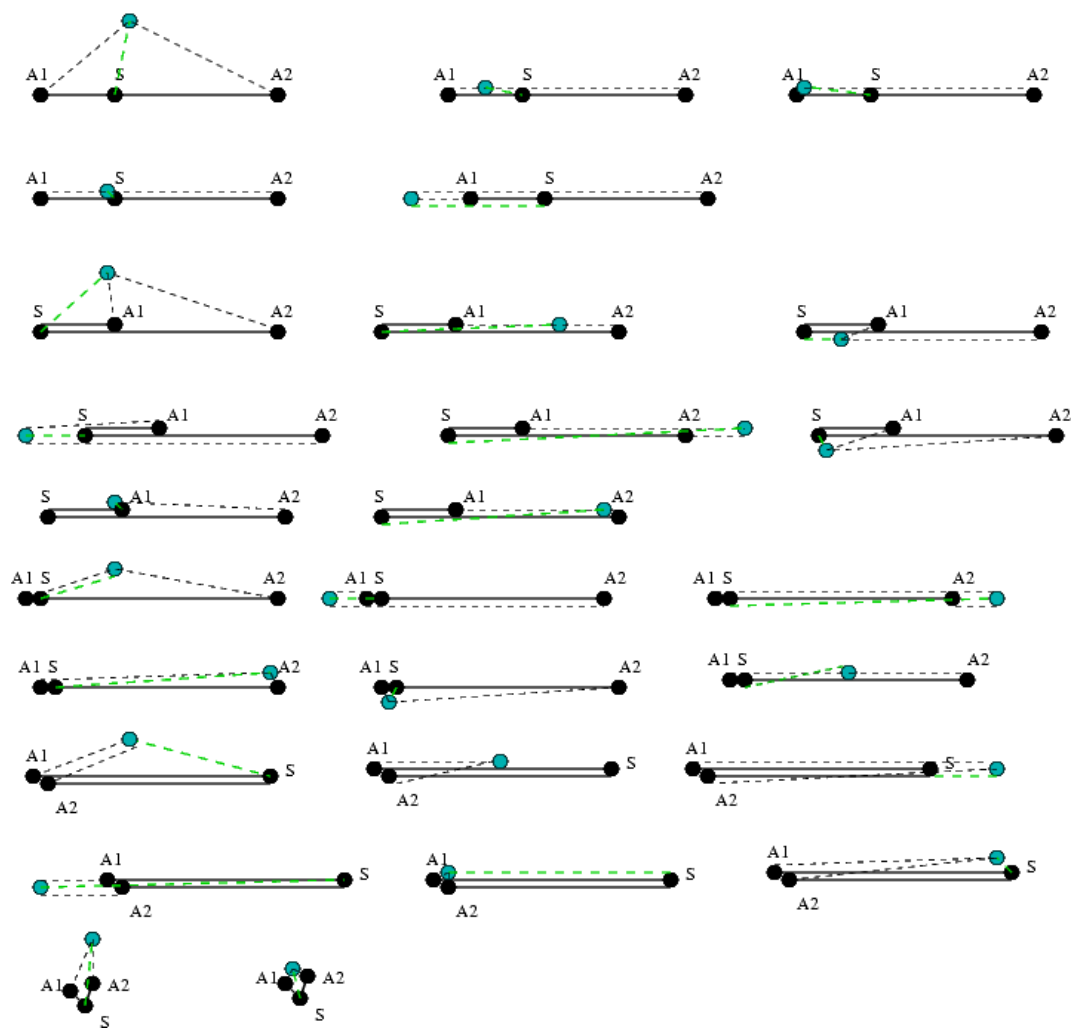 A1 S A2 A1 S A2 A1 S A2
A1 S A2 A1 S A2
S A1 A2 S A1 A2 S A1 A2
S A1 A2 S A1 A2 S A1 A2
S A1 A2 S A1 A2
A1 S A2 A1 S A2 A1 S A2
A1 S A2 A1 S A2 A1 S A2
A1 S A1 A1 S
A2 A2 A2
A1 S A1 S A1 S
A2 A2 A2
A1 A2 A1 A2
S S